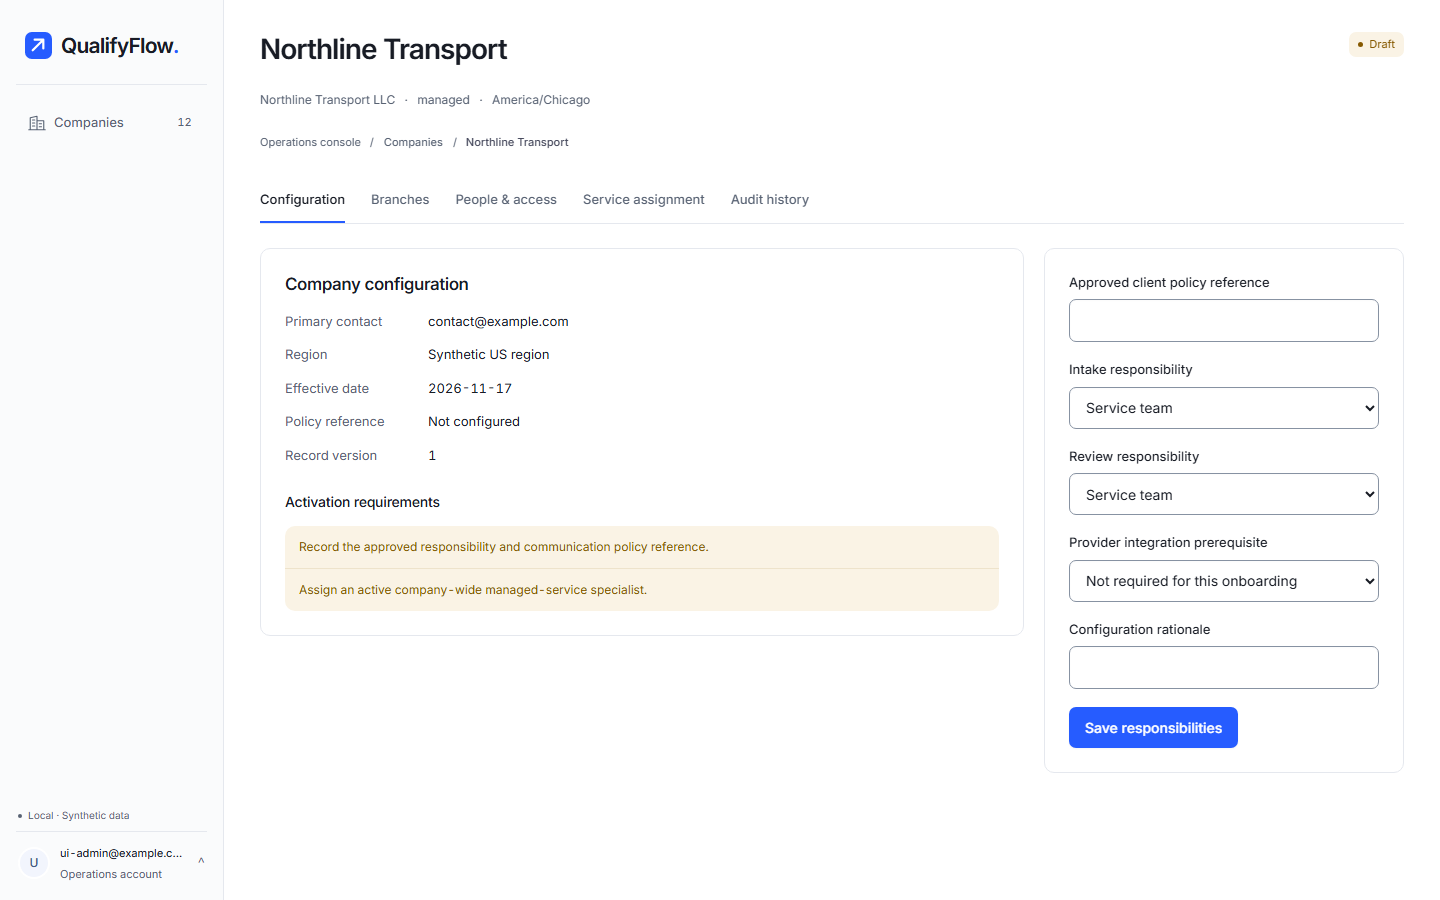 QualifyFlow.
Companies 12
Local · Synthetic data
U
ui-admin@example.c...
Operations account
Northline Transport
Draft
Northline Transport LLC · managed · America/Chicago
Operations console / Companies / Northline Transport
Configuration Branches People & access Service assignment Audit history
Company configuration
Primary contact contact@example.com
Region Synthetic US region
Effective date 2026-11-17
Policy reference Not configured
Record version 1
Activation requirements
Record the approved responsibility and communication policy reference.
Assign an active company-wide managed-service specialist.
Approved client policy reference
Intake responsibility
Service team
Review responsibility
Service team
Provider integration prerequisite
Not required for this onboarding
Configuration rationale
Save responsibilities